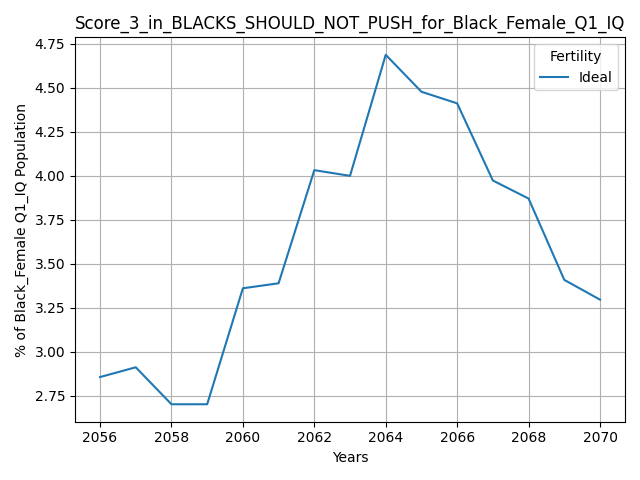 Score_3_in_BLACKS_SHOULD_NOT_PUSH_for_Black_Female_Q1_IQ
Fertility
Ideal
% of Black_Female Q1_IQ Population
4.75
4.50
4.25
4.00
3.75
3.50
3.25
3.00
2.75
2056 2058 2060 2062 2064 2066 2068 2070
Years